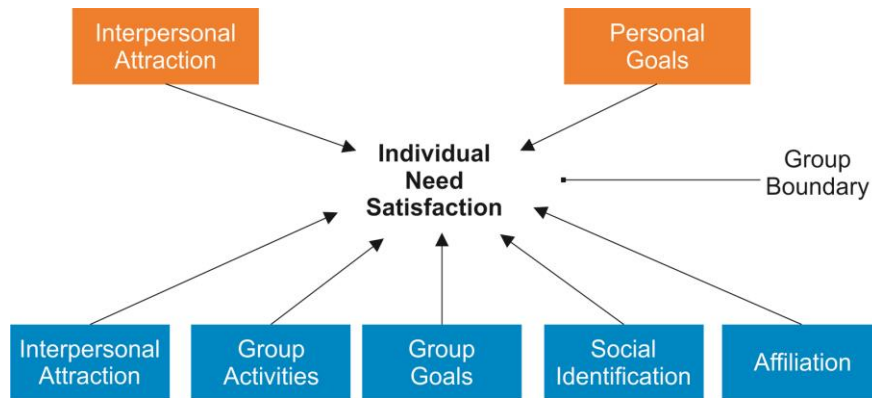 Interpersonal
Attraction
Personal
Goals
Individual
Need
Satisfaction
Group
Boundary
Interpersonal
Attraction
Group
Activities
Group
Goals
Social
Identification
Affiliation